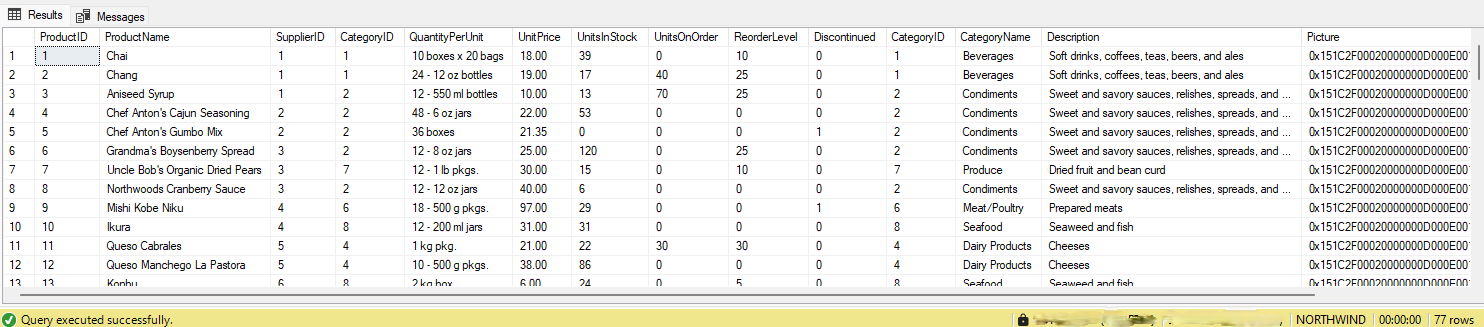 Results Messages
ProductID ProductName SupplierID CategoryID QuantityPerUnit UnitPrice UnitsInStock UnitsOnOrder ReorderLevel Discontinued CategoryID CategoryName Description Picture
1 1 Chai 1 1 10 boxes x 20 bags 18.00 39 0 10 0 1 Beverages Soft drinks, coffees, teas, beers, and ales 0x151C2F00020000000D000E00
2 2 Chang 1 1 24 - 12 oz bottles 19.00 17 40 25 0 1 Beverages Soft drinks, coffees, teas, beers, and ales 0x151C2F00020000000D000E00
3 3 Aniseed Syrup 1 2 12 - 550 ml bottles 10.00 13 70 25 0 2 Condiments Sweet and savory sauces, relishes, spreads, and ... 0x151C2F00020000000D000E00
4 4 Chef Anton's Cajun Seasoning 2 2 48 - 6 oz jars 22.00 53 0 0 0 2 Condiments Sweet and savory sauces, relishes, spreads, and ... 0x151C2F00020000000D000E00
5 5 Chef Anton's Gumbo Mix 2 2 36 boxes 21.35 0 0 0 1 2 Condiments Sweet and savory sauces, relishes, spreads, and ... 0x151C2F00020000000D000E00
6 6 Grandma's Boysenberry Spread 3 2 12 - 8 oz jars 25.00 120 0 25 0 2 Condiments Sweet and savory sauces, relishes, spreads, and ... 0x151C2F00020000000D000E00
7 7 Uncle Bob's Organic Dried Pears 3 7 12 - 1 lb pkgs. 30.00 15 0 10 0 7 Produce Dried fruit and bean curd 0x151C2F00020000000D000E00
8 8 Northwoods Cranberry Sauce 3 2 12 - 12 oz jars 40.00 6 0 0 0 2 Condiments Sweet and savory sauces, relishes, spreads, and ... 0x151C2F00020000000D000E00
9 9 Mishi Kobe Niku 4 6 18 - 500 g pkgs. 97.00 29 0 0 1 6 Meat/Poultry Prepared meats 0x151C2F00020000000D000E00
10 10 Ikura 4 8 12 - 200 ml jars 31.00 31 0 0 0 8 Seafood Seaweed and fish 0x151C2F00020000000D000E00
11 11 Queso Cabrales 5 4 1 kg pkg. 21.00 22 30 30 0 4 Dairy Products Cheeses 0x151C2F00020000000D000E00
12 12 Queso Manchego La Pastora 5 4 10 - 500 g pkgs. 38.00 86 0 0 0 4 Dairy Products Cheeses 0x151C2F00020000000D000E00
13 13 Konbu 6 8 2 kg box 6.00 24 0 5 0 8 Seafood Seaweed and fish 0x151C2F00020000000D000E00
Query executed successfully. NORTHWIND 00:00:00 77 rows